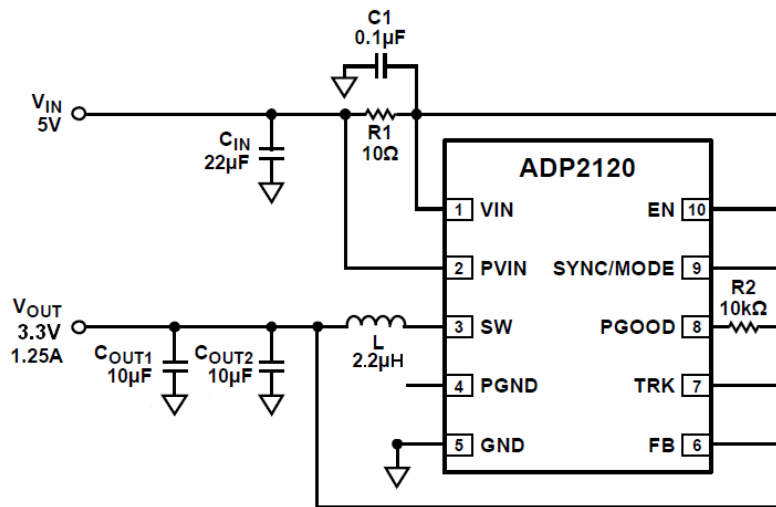 C1
0.1µF
VIN
5V
CIN
22µF
R1
10Ω
ADP2120
1 VIN
EN 10
2 PVIN
SYNC/MODE 9
R2
10kΩ
VOUT
3.3V
1.25A
COUT1
10µF
COUT2
10µF
L
2.2µH
3 SW
PGOOD 8
4 PGND
TRK 7
5 GND
FB 6